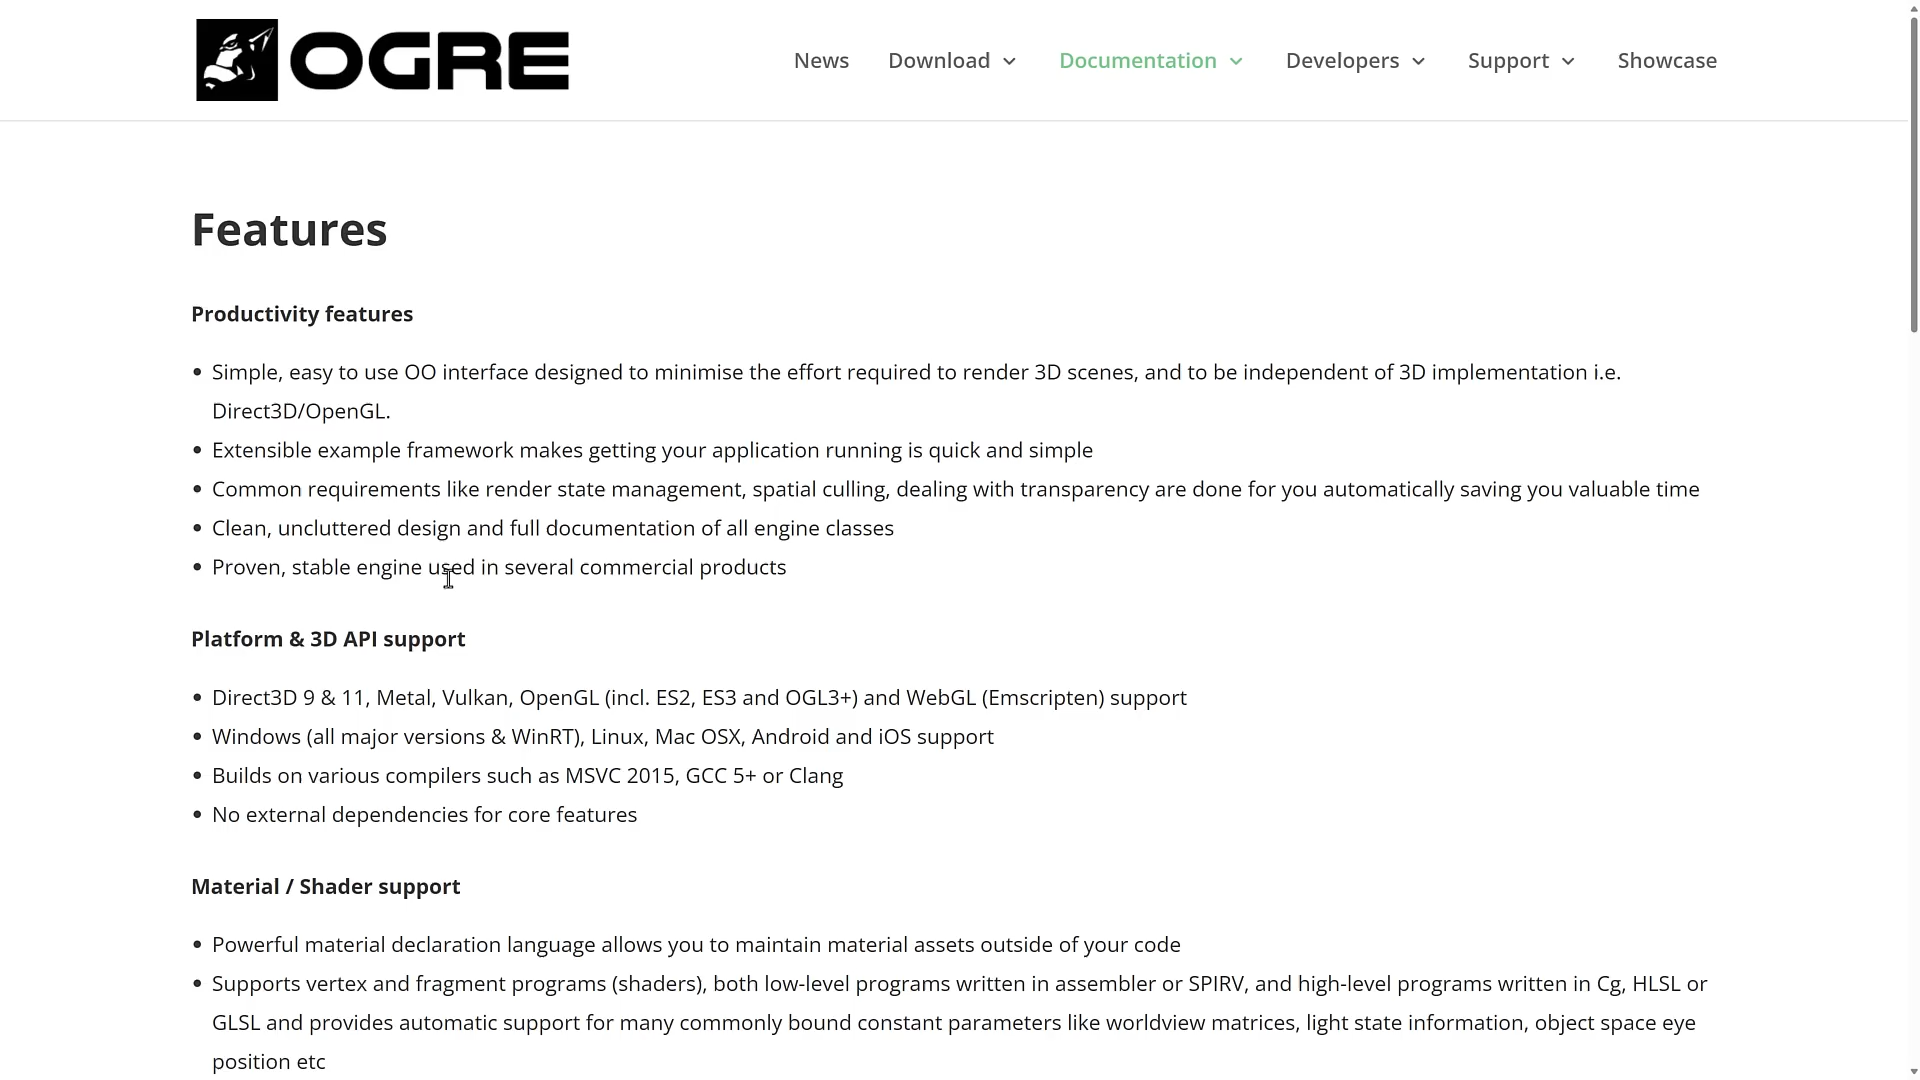 OGRE
News
Download
Documentation
Developers
Support
Showcase
Features
Productivity features
• Simple, easy to use OO interface designed to minimise the effort required to render 3D scenes, and to be independent of 3D implementation i.e.
Direct3D/OpenGL.
• Extensible example framework makes getting your application running is quick and simple
• Common requirements like render state management, spatial culling, dealing with transparency are done for you automatically saving you valuable time
• Clean, uncluttered design and full documentation of all engine classes
• Proven, stable engine used in several commercial products
Platform & 3D API support
• Direct3D 9 & 11, Metal, Vulkan, OpenGL (incl. ES2, ES3 and OGL3+) and WebGL (Emscripten) support
• Windows (all major versions & WinRT), Linux, Mac OSX, Android and iOS support
• Builds on various compilers such as MSVC 2015, GCC 5+ or Clang
• No external dependencies for core features
Material / Shader support
• Powerful material declaration language allows you to maintain material assets outside of your code
• Supports vertex and fragment programs (shaders), both low-level programs written in assembler or SPIRV, and high-level programs written in Cg, HLSL or
GLSL and provides automatic support for many commonly bound constant parameters like worldview matrices, light state information, object space eye
position etc